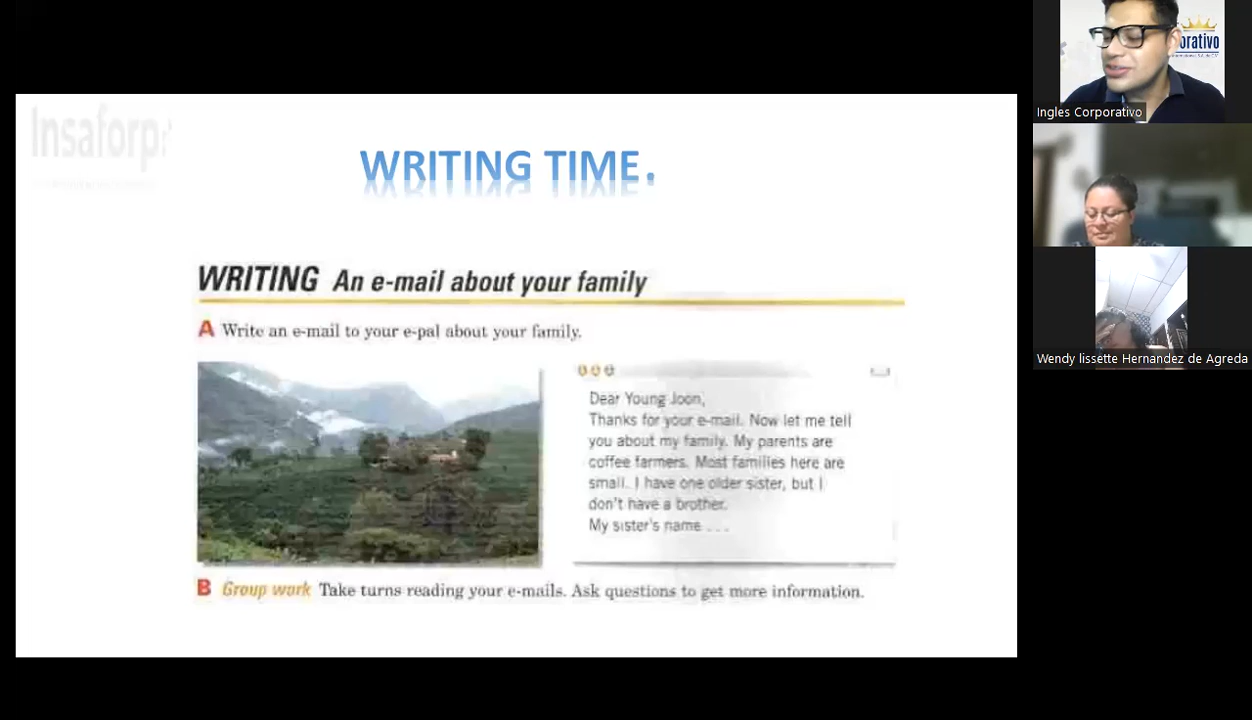 Insaforp
WRITING TIME.
WRITING An e-mail about your family
A Write an e-mail to your e-pal about your family.
Dear Young Joon,
Thanks for your e-mail. Now let me tell
you about my family. My parents are
coffee farmers. Most families here are
small. I have one older sister, but I
don't have a brother.
My sister's name . . .
B Group work Take turns reading your e-mails. Ask questions to get more information.
orativo
Ingles Corporativo
Wendy lissette Hernandez de Agreda